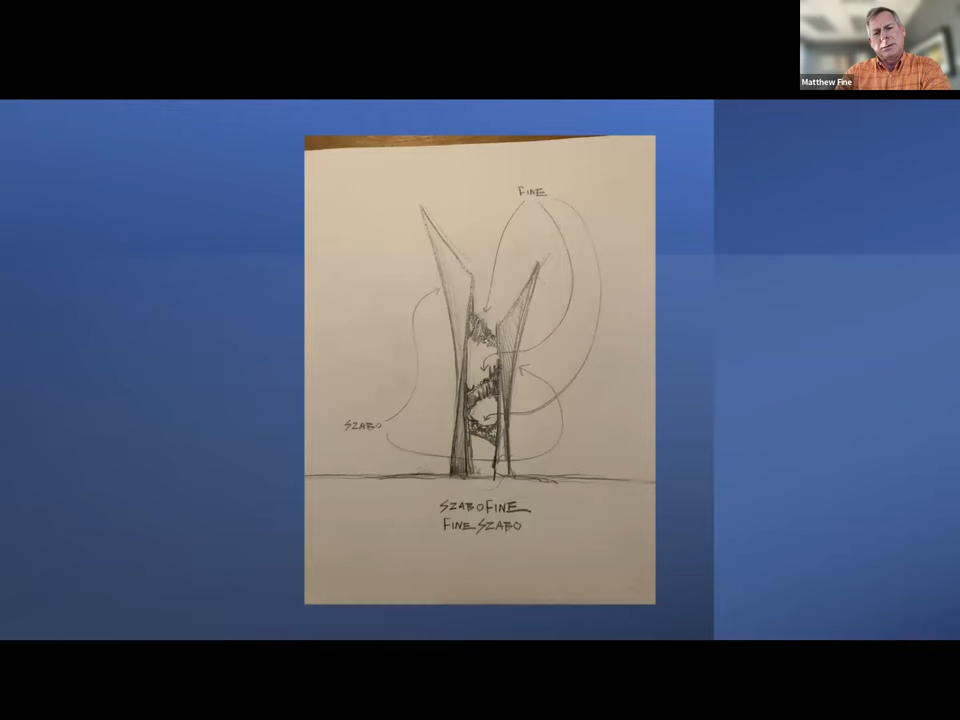 Matthew Fine
FINE
SZABO
SZABOFINE
FINESZABO